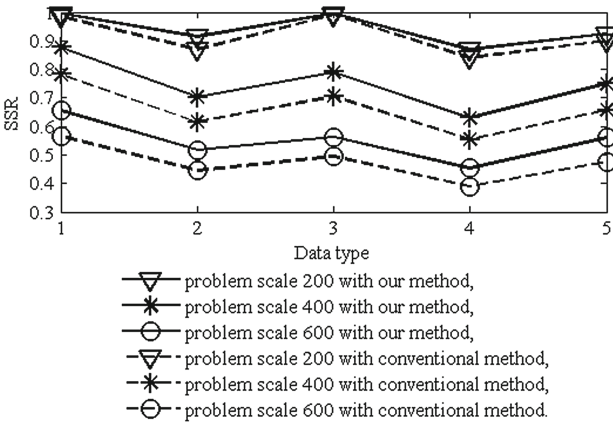 1
0.9
0.8
0.7
0.6
0.5
0.4
0.3
SSR
1 2 3 4 5
Data type
problem scale 200 with our method,
problem scale 400 with our method,
problem scale 600 with our method,
problem scale 200 with conventional method,
problem scale 400 with conventional method,
problem scale 600 with conventional method.